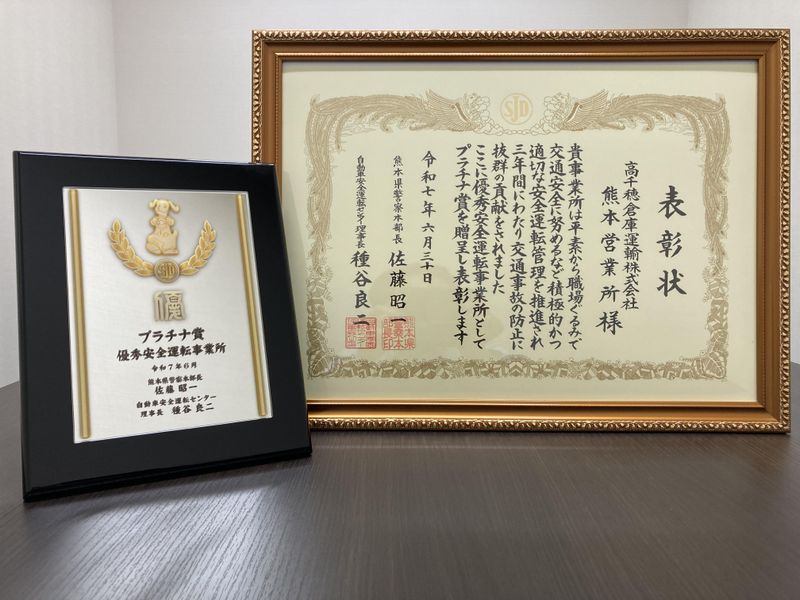 SJD
優
プラチナ賞
優秀安全運転事業所
令和7年6月
熊本県警察本部長
佐藤 昭一
自動車安全運転センター
理事長 種谷 良二
SJD
表彰状
高千穂倉庫運輸株式会社
熊本営業所様
貴事業所は平素から職場ぐるみで
交通安全に努めるなど積極的かつ
適切な安全運転管理を推進され
三年間にわたり交通事故の防止に
抜群の貢献をされました
ここに優秀安全運転事業所として
プラチナ賞を贈呈し表彰します
令和七年六月三十日
熊本県警察本部長 佐藤昭一
熊本県警察本部長印
自動車安全運転センター理事長 種谷良二